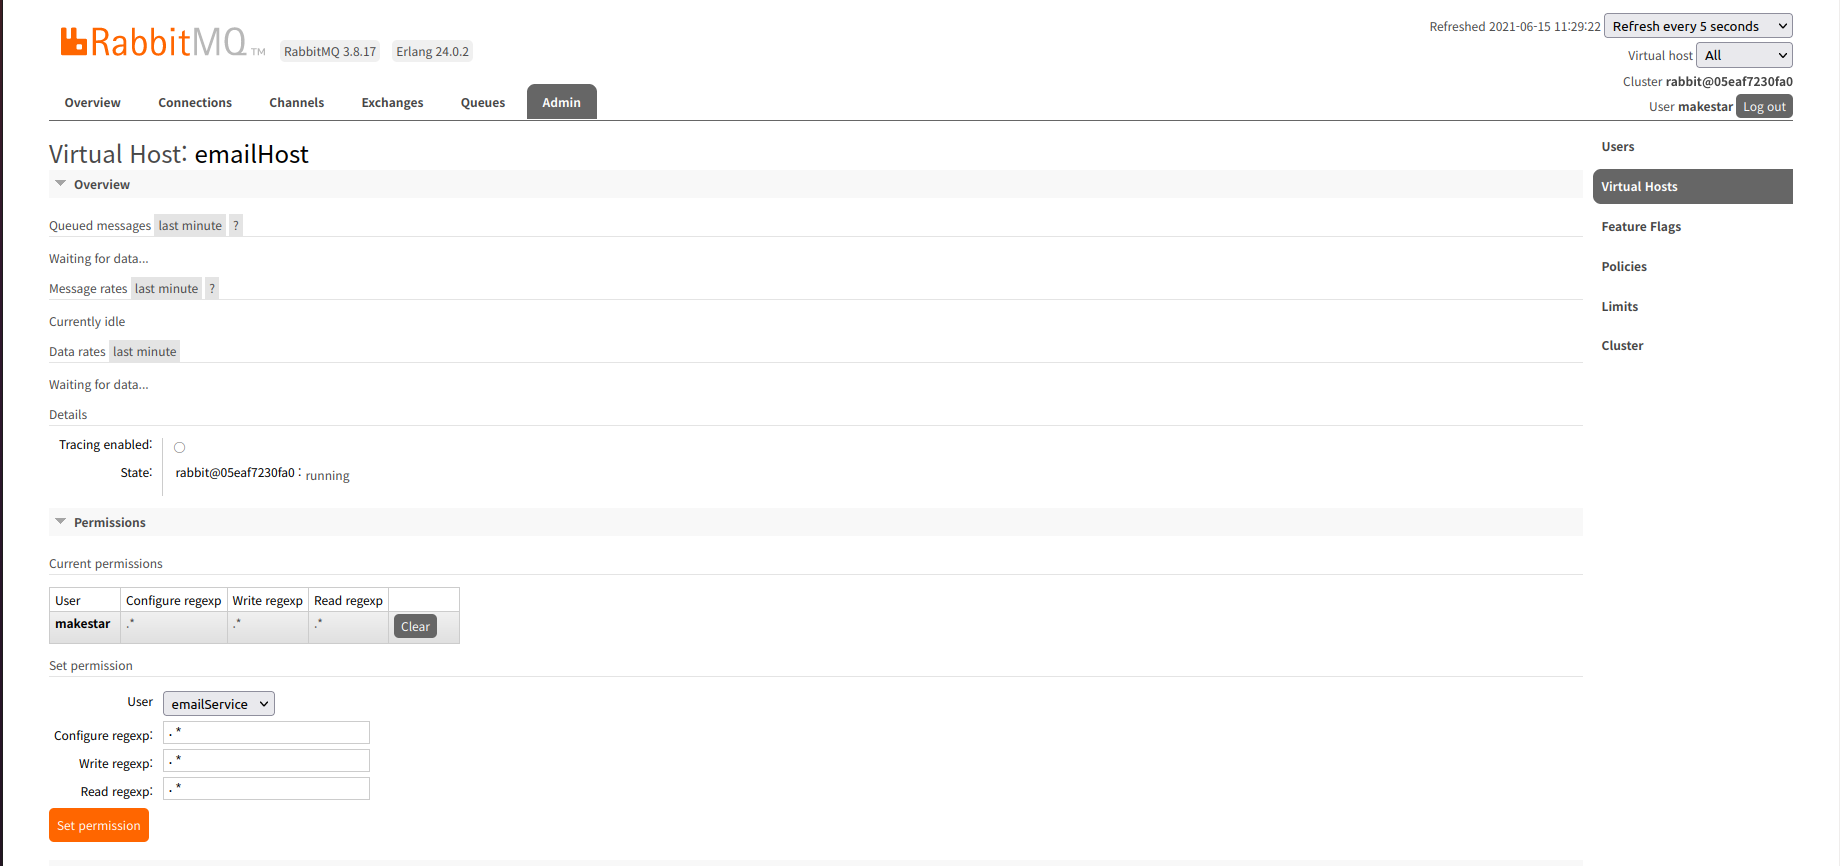 RabbitMQ TM RabbitMQ 3.8.17 Erlang 24.0.2
Refreshed 2021-06-15 11:29:22 Refresh every 5 seconds
Virtual host All
Cluster rabbit@05eaf7230fa0
User makestar Log out
Overview Connections Channels Exchanges Queues Admin
Virtual Host: emailHost
Overview
Queued messages last minute ?
Waiting for data...
Message rates last minute ?
Currently idle
Data rates last minute
Waiting for data...
Details
Tracing enabled:
State: rabbit@05eaf7230fa0 : running
Permissions
Current permissions
User Configure regexp Write regexp Read regexp
makestar .* .* .* Clear
Set permission
User emailService
Configure regexp: .*
Write regexp: .*
Read regexp: .*
Set permission
Users
Virtual Hosts
Feature Flags
Policies
Limits
Cluster